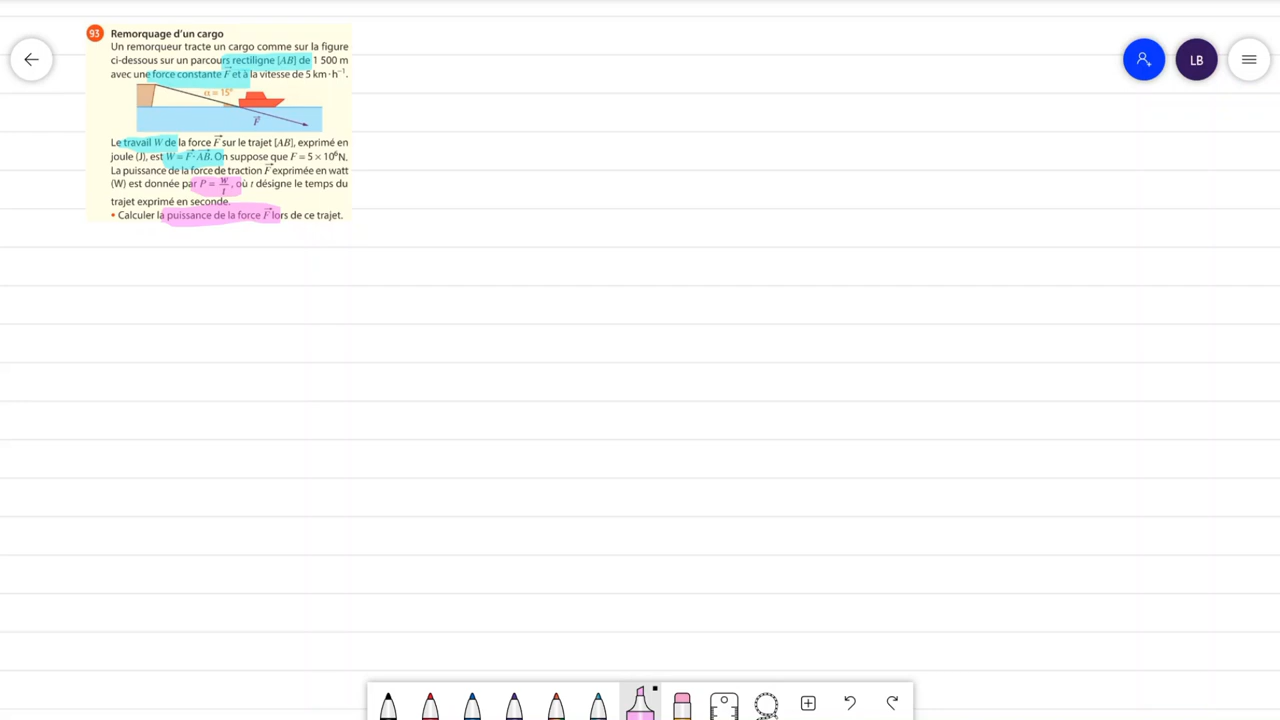 93 Remorquage d'un cargo
Un remorqueur tracte un cargo comme sur la figure
ci-dessous sur un parcours rectiligne [AB] de 1 500 m
avec une force constante F⃗ et à la vitesse de 5 km·h⁻¹.
α = 15°
F⃗
Le travail W de la force F⃗ sur le trajet [AB], exprimé en
joule (J), est W = F⃗·AB⃗. On suppose que F = 5 × 10⁶N.
La puissance de la force de traction F⃗ exprimée en watt
(W) est donnée par P = W/t, où t désigne le temps du
trajet exprimé en seconde.
• Calculer la puissance de la force F⃗ lors de ce trajet.
LB